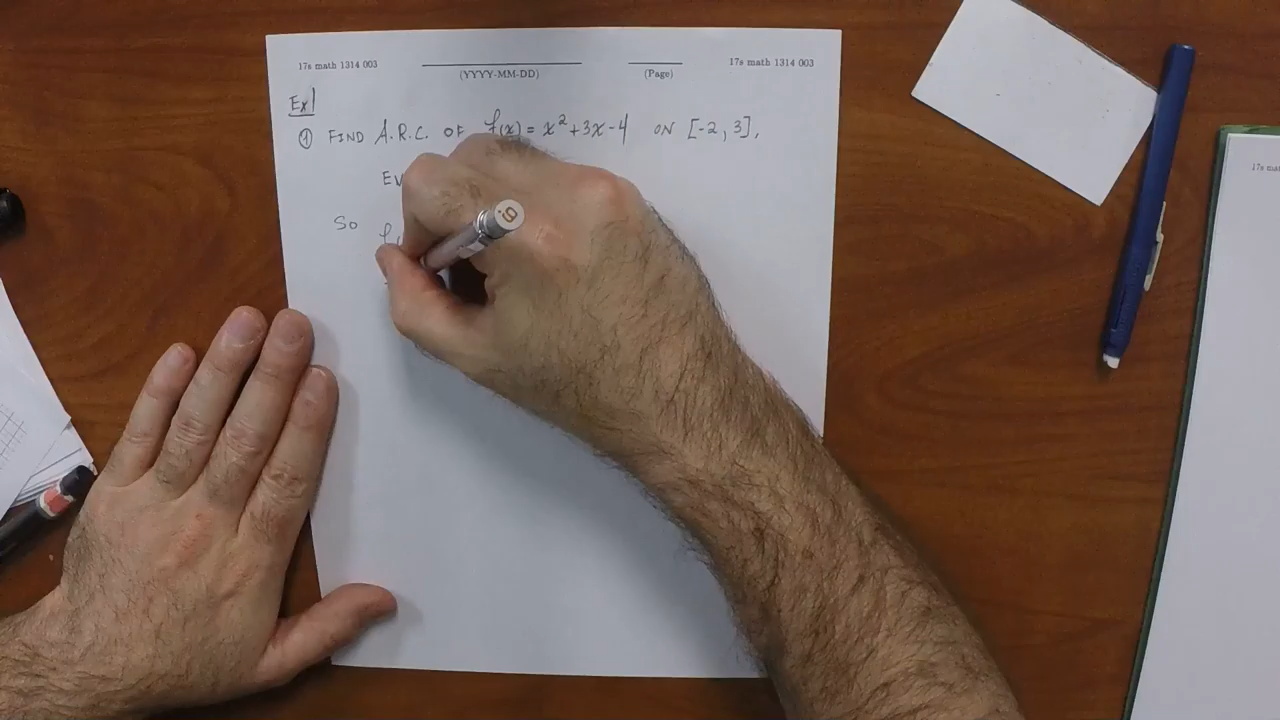 17s math 1314 003 (YYYY-MM-DD) (Page) 17s math 1314 003
Ex1
① FIND A.R.C. OF f(x) = x²+3x-4 ON [-2, 3],
So